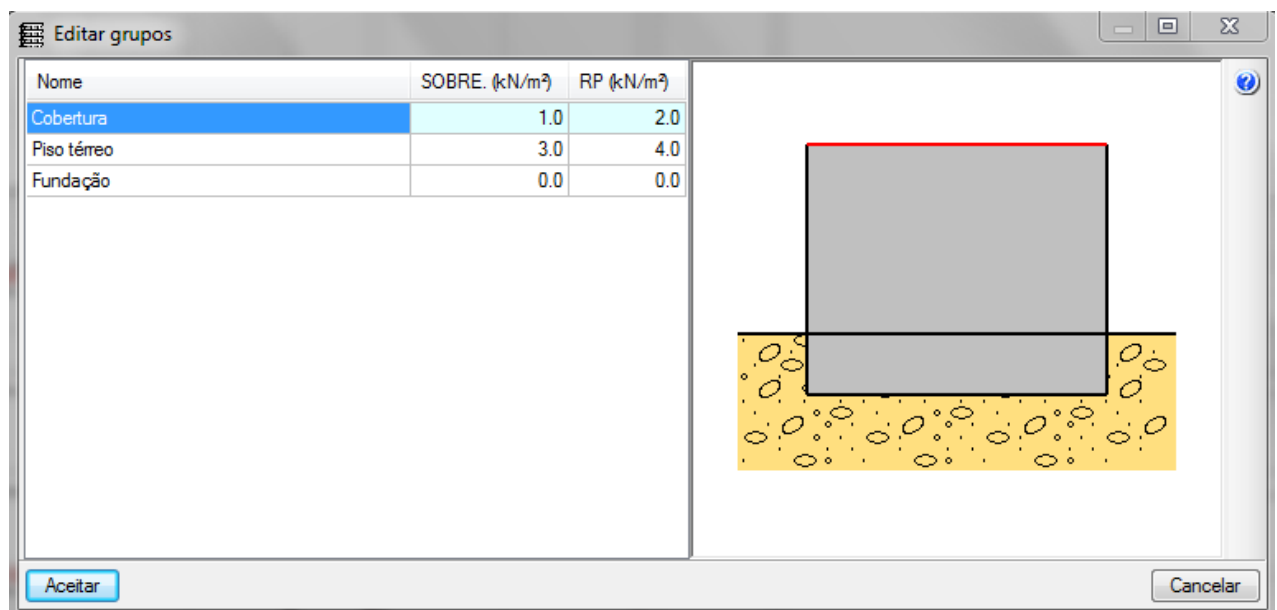 Editar grupos
Nome SOBRE. (kN/m²) RP (kN/m²)
Cobertura 1.0 2.0
Piso térreo 3.0 4.0
Fundação 0.0 0.0
Aceitar Cancelar